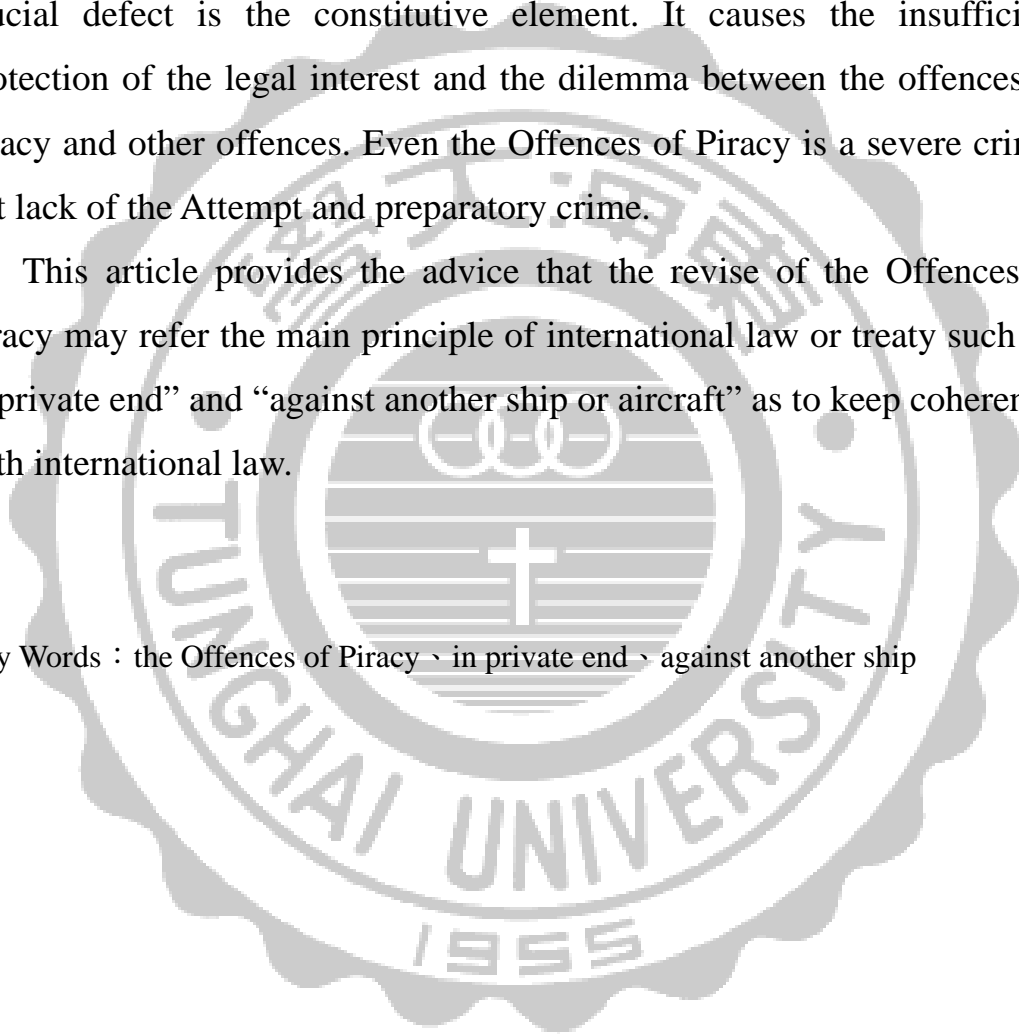 ucial defect is the constitutive element. It causes the insuffici
otection of the legal interest and the dilemma between the offences
acy and other offences. Even the Offences of Piracy is a severe crin
t lack of the Attempt and preparatory crime.
This article provides the advice that the revise of the Offences
racy may refer the main principle of international law or treaty such
private end” and “against another ship or aircraft” as to keep coheren
th international law.
y Words：the Offences of Piracy、in private end、against another ship
大海
TUNGHAI UNIVERSITY
1955